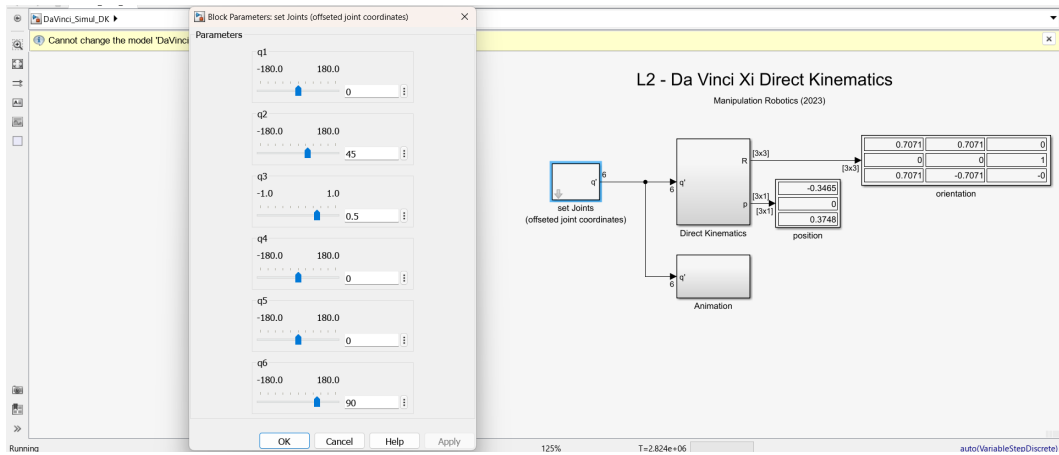 DaVinci_Simul_DK
Cannot change the model 'DaVinci
Block Parameters: set Joints (offseted joint coordinates)
Parameters
q1
-180.0 180.0
0
q2
-180.0 180.0
45
q3
-1.0 1.0
0.5
q4
-180.0 180.0
0
q5
-180.0 180.0
0
q6
-180.0 180.0
90
OK Cancel Help Apply
L2 - Da Vinci Xi Direct Kinematics
Manipulation Robotics (2023)
q'
6
set Joints
(offseted joint coordinates)
6
q'
R
p
Direct Kinematics
[3x3]
[3x3]
[3x1]
[3x1]
0.7071 0.7071 0
0 0 1
0.7071 -0.7071 -0
orientation
-0.3465
0
0.3748
position
6
q'
Animation
Running
125%
T=2.824e+06
auto(VariableStepDiscrete)